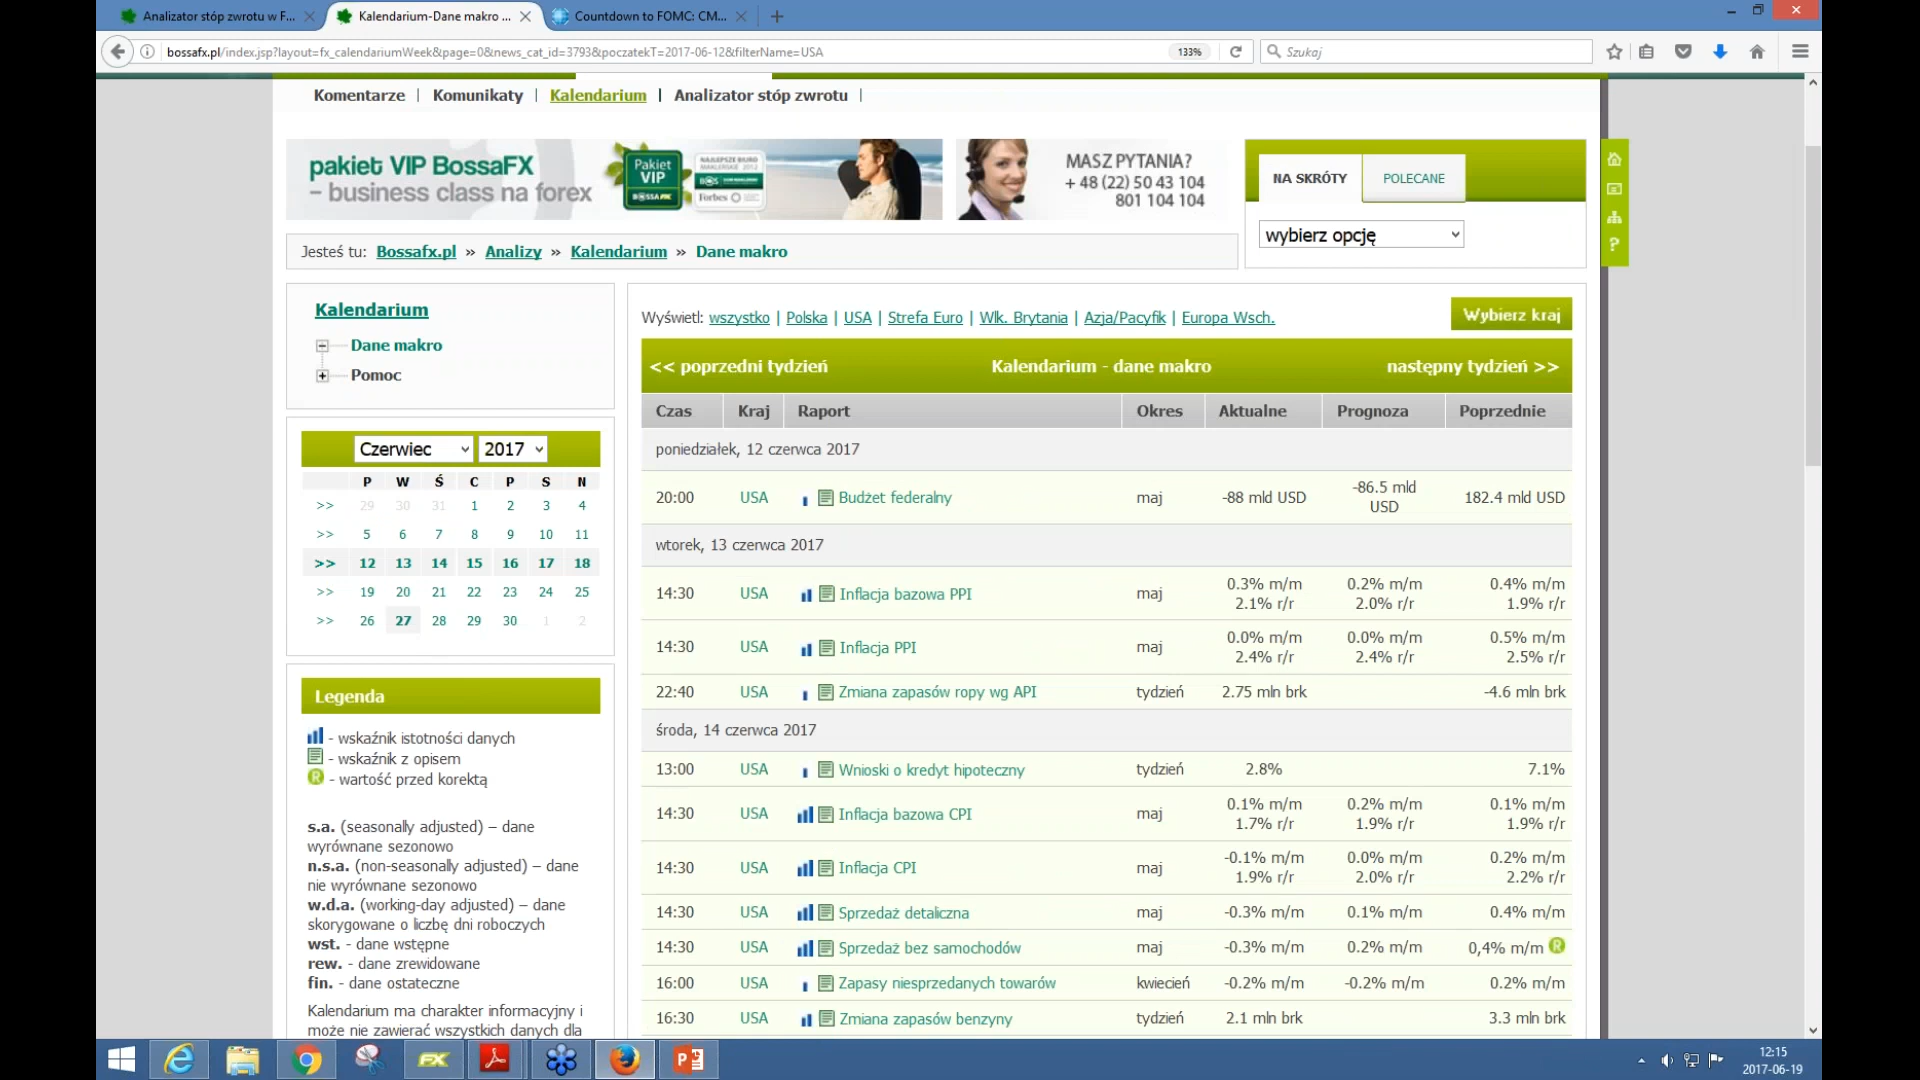 Analizator stóp zwrotu w F...
Kalendarium-Dane makro ...
Countdown to FOMC: CM...
bossafx.pl/index.jsp?layout=fx_calendariumWeek&page=0&news_cat_id=3793&poczatekT=2017-06-12&filterName=USA
133%
Szukaj
Komentarze | Komunikaty | Kalendarium | Analizator stóp zwrotu |
pakiet VIP BossaFX
– business class na forex
Pakiet
VIP
BOSSAFX
Forbes
MASZ PYTANIA?
+ 48 (22) 50 43 104
801 104 104
NA SKRÓTY
POLECANE
wybierz opcję
?
Jesteś tu: Bossafx.pl » Analizy » Kalendarium » Dane makro
Kalendarium
Dane makro
Pomoc
Czerwiec 2017
P W Ś C P S N
>> 29 30 31 1 2 3 4
>> 5 6 7 8 9 10 11
>> 12 13 14 15 16 17 18
>> 19 20 21 22 23 24 25
>> 26 27 28 29 30 1 2
Legenda
- wskaźnik istotności danych
- wskaźnik z opisem
R - wartość przed korektą
s.a. (seasonally adjusted) – dane
wyrównane sezonowo
n.s.a. (non-seasonally adjusted) – dane
nie wyrównane sezonowo
w.d.a. (working-day adjusted) – dane
skorygowane o liczbę dni roboczych
wst. - dane wstępne
rew. - dane zrewidowane
fin. - dane ostateczne
Kalendarium ma charakter informacyjny i
może nie zawierać wszystkich danych dla
Wyświetl: wszystko | Polska | USA | Strefa Euro | Wlk. Brytania | Azja/Pacyfik | Europa Wsch.
Wybierz kraj
<< poprzedni tydzień Kalendarium - dane makro następny tydzień >>
Czas Kraj Raport Okres Aktualne Prognoza Poprzednie
poniedziałek, 12 czerwca 2017
20:00 USA Budżet federalny maj -88 mld USD -86.5 mld USD 182.4 mld USD
wtorek, 13 czerwca 2017
14:30 USA Inflacja bazowa PPI maj 0.3% m/m 0.2% m/m 0.4% m/m
2.1% r/r 2.0% r/r 1.9% r/r
14:30 USA Inflacja PPI maj 0.0% m/m 0.0% m/m 0.5% m/m
2.4% r/r 2.4% r/r 2.5% r/r
22:40 USA Zmiana zapasów ropy wg API tydzień 2.75 mln brk -4.6 mln brk
środa, 14 czerwca 2017
13:00 USA Wnioski o kredyt hipoteczny tydzień 2.8% 7.1%
14:30 USA Inflacja bazowa CPI maj 0.1% m/m 0.2% m/m 0.1% m/m
1.7% r/r 1.9% r/r 1.9% r/r
14:30 USA Inflacja CPI maj -0.1% m/m 0.0% m/m 0.2% m/m
1.9% r/r 2.0% r/r 2.2% r/r
14:30 USA Sprzedaż detaliczna maj -0.3% m/m 0.1% m/m 0.4% m/m
14:30 USA Sprzedaż bez samochodów maj -0.3% m/m 0.2% m/m 0,4% m/m R
16:00 USA Zapasy niesprzedanych towarów kwiecień -0.2% m/m -0.2% m/m 0.2% m/m
16:30 USA Zmiana zapasów benzyny tydzień 2.1 mln brk 3.3 mln brk
FX
12:15
2017-06-19